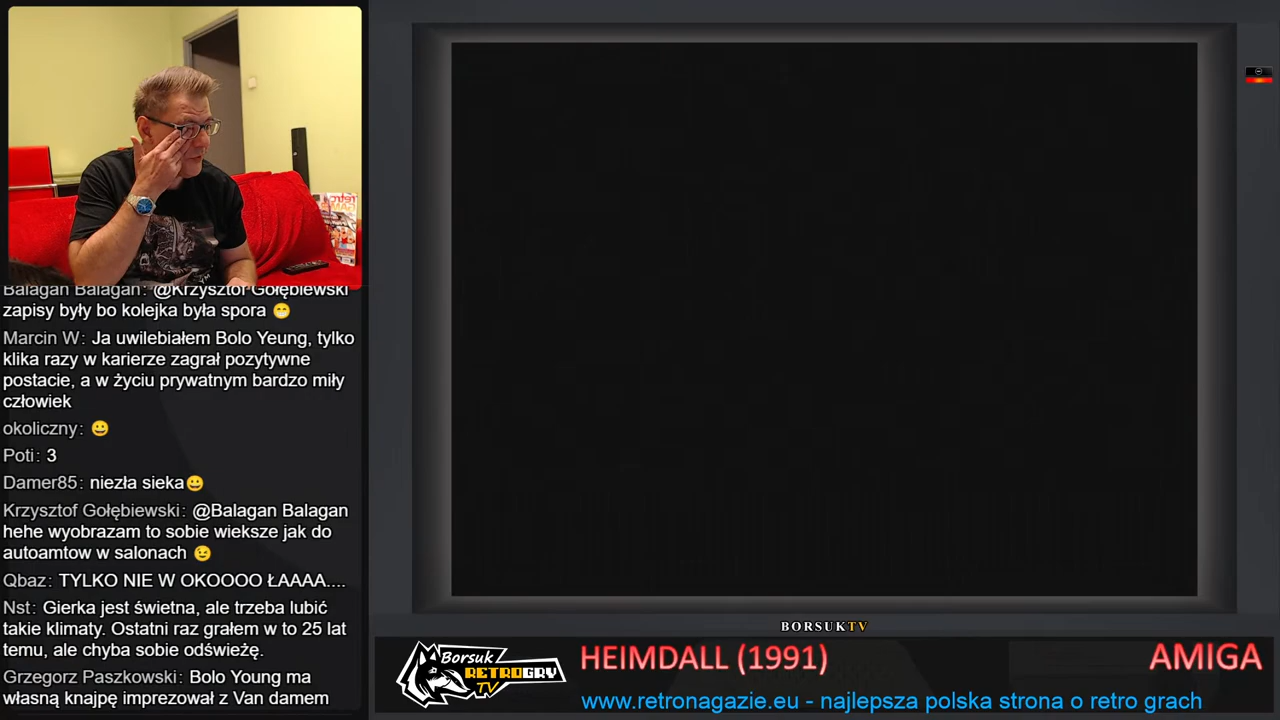 Balagan Balagan: @Krzysztof Gołębiewski
zapisy były bo kolejka była spora 😁
Marcin W: Ja uwilebiałem Bolo Yeung, tylko
klika razy w karierze zagrał pozytywne
postacie, a w życiu prywatnym bardzo miły
człowiek
okoliczny: 😀
Poti: 3
Damer85: niezła sieka😀
Krzysztof Gołębiewski: @Balagan Balagan
hehe wyobrazam to sobie wieksze jak do
autoamtow w salonach 😉
Qbaz: TYLKO NIE W OKOOOO ŁAAAA....
Nst: Gierka jest świetna, ale trzeba lubić
takie klimaty. Ostatni raz grałem w to 25 lat
temu, ale chyba sobie odświeżę.
Grzegorz Paszkowski: Bolo Young ma
własną knajpę imprezował z Van damem
BORSUKTV
Borsuk
RETROGRY
TV
HEIMDALL (1991)
AMIGA
www.retronagazie.eu - najlepsza polska strona o retro grach